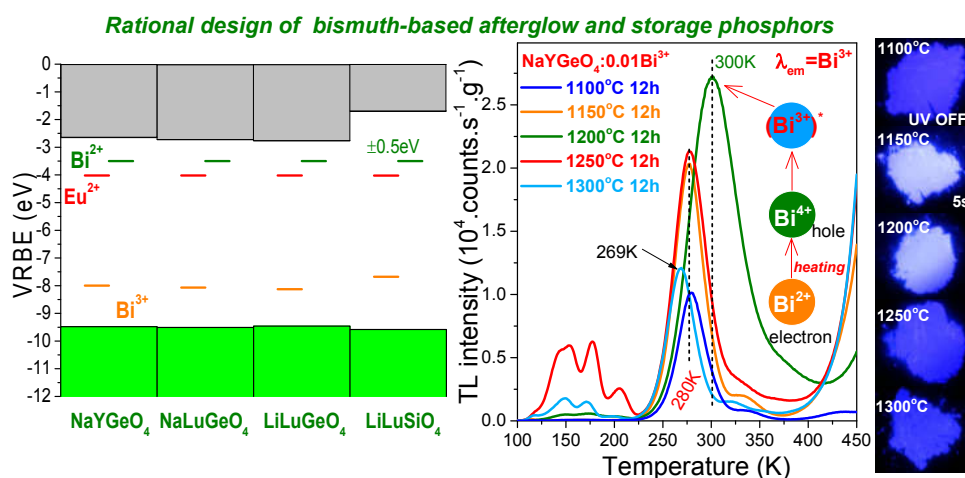 Rational design of bismuth-based afterglow and storage phosphors
VRBE (eV)
0
-1
-2
-3
-4
-5
-6
-7
-8
-9
-10
-11
-12
Bi²⁺
±0.5eV
Eu²⁺
Bi³⁺
NaYGeO₄
NaLuGeO₄
LiLuGeO₄
LiLuSiO₄
TL intensity (10⁴.counts.s⁻¹.g⁻¹)
2.5
2.0
1.5
1.0
0.5
0.0
NaYGeO₄:0.01Bi³⁺
1100°C 12h
1150°C 12h
1200°C 12h
1250°C 12h
1300°C 12h
300K
λem=Bi³⁺
(Bi³⁺)*
Bi⁴⁺
hole
heating
Bi²⁺
electron
269K
280K
100
150
200
250
300
350
400
450
Temperature (K)
1100°C
UV OFF
1150°C
5s
1200°C
1250°C
1300°C